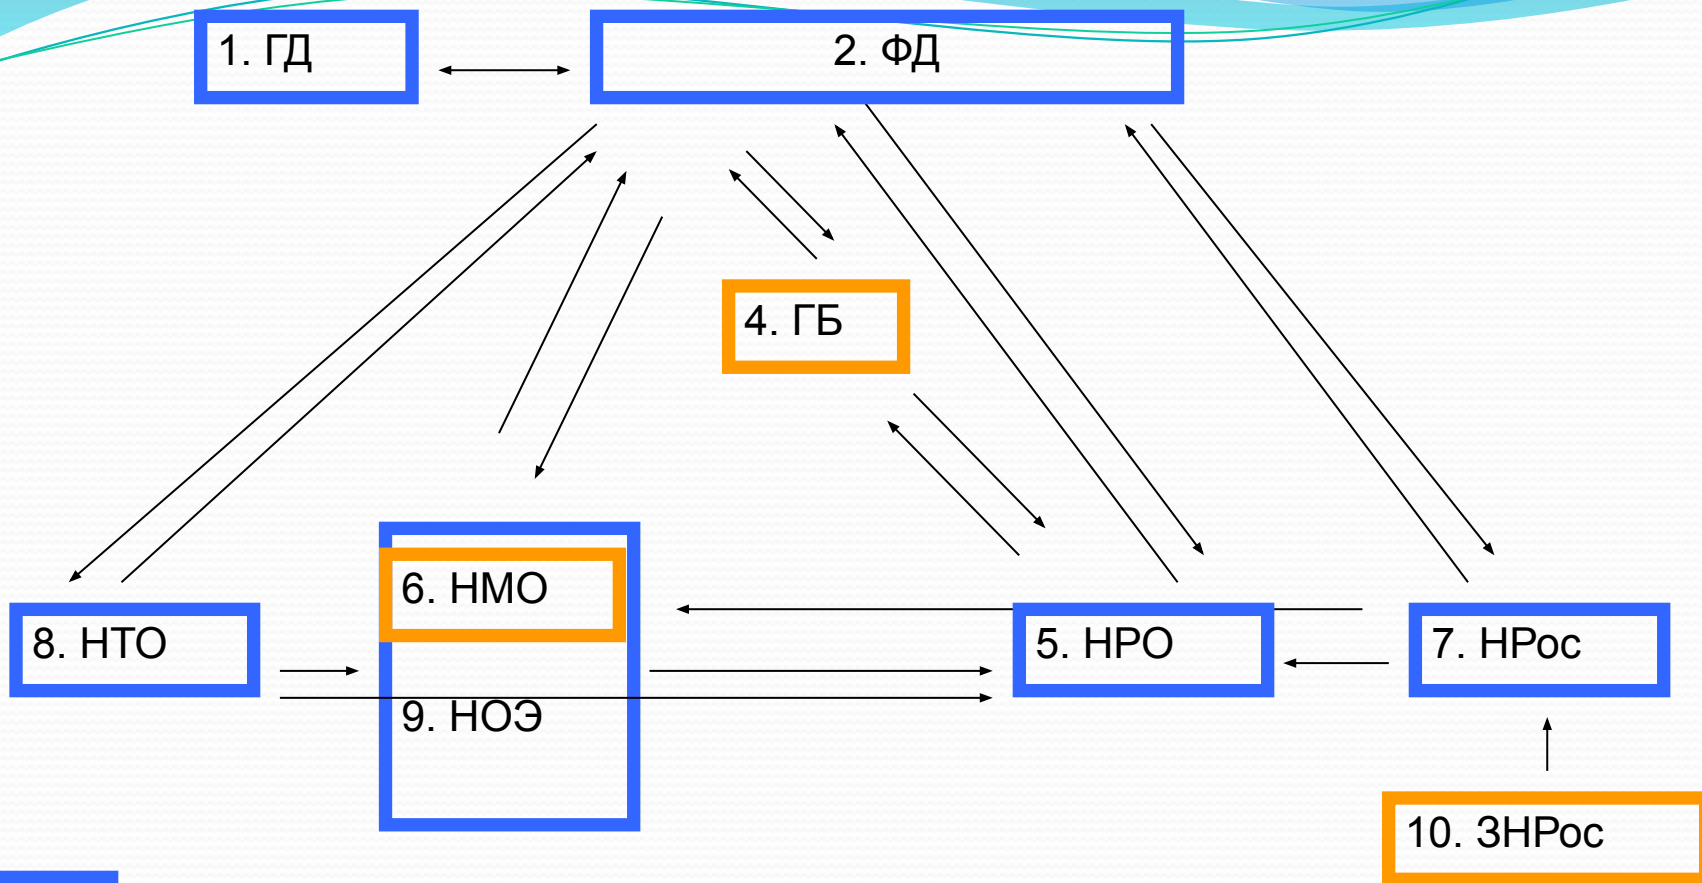 1. ГД
2. ФД
4. ГБ
6. НМО
8. НТО
5. НРО
7. НРос
9. НОЭ
10. ЗНРос